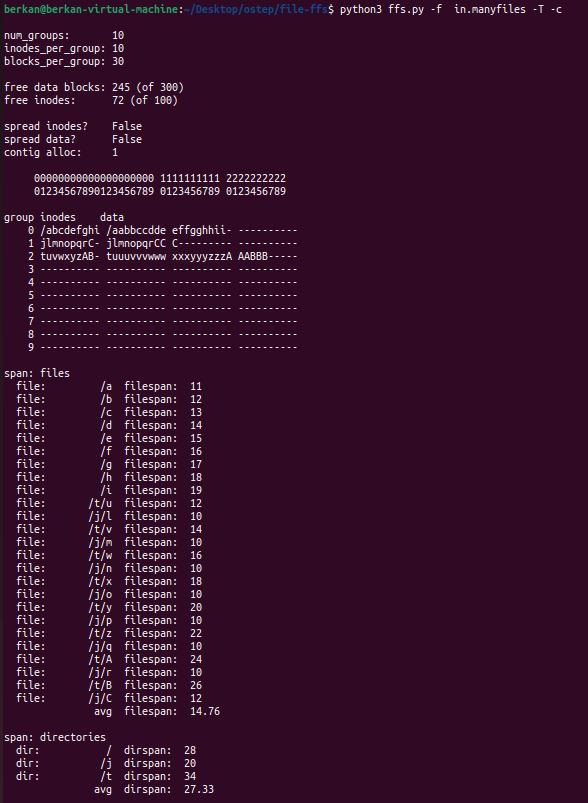 berkan@berkan-virtual-machine:~/Desktop/ostep/file-ffs$ python3 ffs.py -f  in.manyfiles -T -c

num_groups:       10
inodes_per_group: 10
blocks_per_group: 30

free data blocks: 245 (of 300)
free inodes:      72 (of 100)

spread inodes?    False
spread data?      False
contig alloc:     1

     00000000000000000000 1111111111 2222222222
     01234567890123456789 0123456789 0123456789

group inodes    data
    0 /abcdefghi /aabbccdde effgghhii- ----------
    1 jlmnopqrC- jlmnopqrCC C--------- ----------
    2 tuvwxyzAB- tuuuvvvwww xxxyyyzzzA AABBB-----
    3 ---------- ---------- ---------- ----------
    4 ---------- ---------- ---------- ----------
    5 ---------- ---------- ---------- ----------
    6 ---------- ---------- ---------- ----------
    7 ---------- ---------- ---------- ----------
    8 ---------- ---------- ---------- ----------
    9 ---------- ---------- ---------- ----------

span: files
  file:         /a  filespan:  11
  file:         /b  filespan:  12
  file:         /c  filespan:  13
  file:         /d  filespan:  14
  file:         /e  filespan:  15
  file:         /f  filespan:  16
  file:         /g  filespan:  17
  file:         /h  filespan:  18
  file:         /i  filespan:  19
  file:       /t/u  filespan:  12
  file:       /j/l  filespan:  10
  file:       /t/v  filespan:  14
  file:       /j/m  filespan:  10
  file:       /t/w  filespan:  16
  file:       /j/n  filespan:  10
  file:       /t/x  filespan:  18
  file:       /j/o  filespan:  10
  file:       /t/y  filespan:  20
  file:       /j/p  filespan:  10
  file:       /t/z  filespan:  22
  file:       /j/q  filespan:  10
  file:       /t/A  filespan:  24
  file:       /j/r  filespan:  10
  file:       /t/B  filespan:  26
  file:       /j/C  filespan:  12
               avg  filespan:  14.76

span: directories
  dir:           /  dirspan:  28
  dir:          /j  dirspan:  20
  dir:          /t  dirspan:  34
               avg  dirspan:  27.33